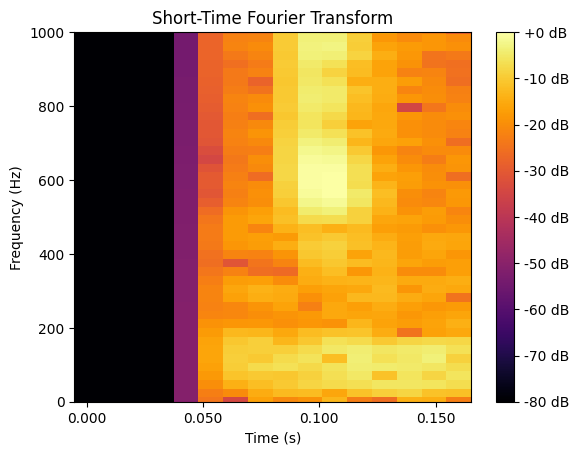 Short-Time Fourier Transform
Frequency (Hz)
1000
800
600
400
200
0
0.000
0.050
0.100
0.150
Time (s)
+0 dB
-10 dB
-20 dB
-30 dB
-40 dB
-50 dB
-60 dB
-70 dB
-80 dB